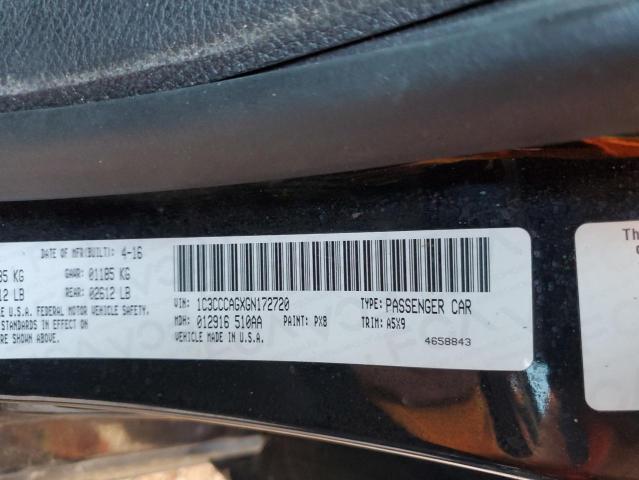 DATE OF MFR(BUILT): 4-16
85 KG GAWR: 01185 KG
12 LB REAR: 02612 LB
E U.S.A. FEDERAL MOTOR VEHICLE SAFETY,
STANDARDS IN EFFECT ON
RE SHOWN ABOVE.
VIN: 1C3CCCAGXGN172720 TYPE: PASSENGER CAR
MDH: 012916 510AA PAINT: PX8 TRIM: A5X9
VEHICLE MADE IN U.S.A. 4658843
Th